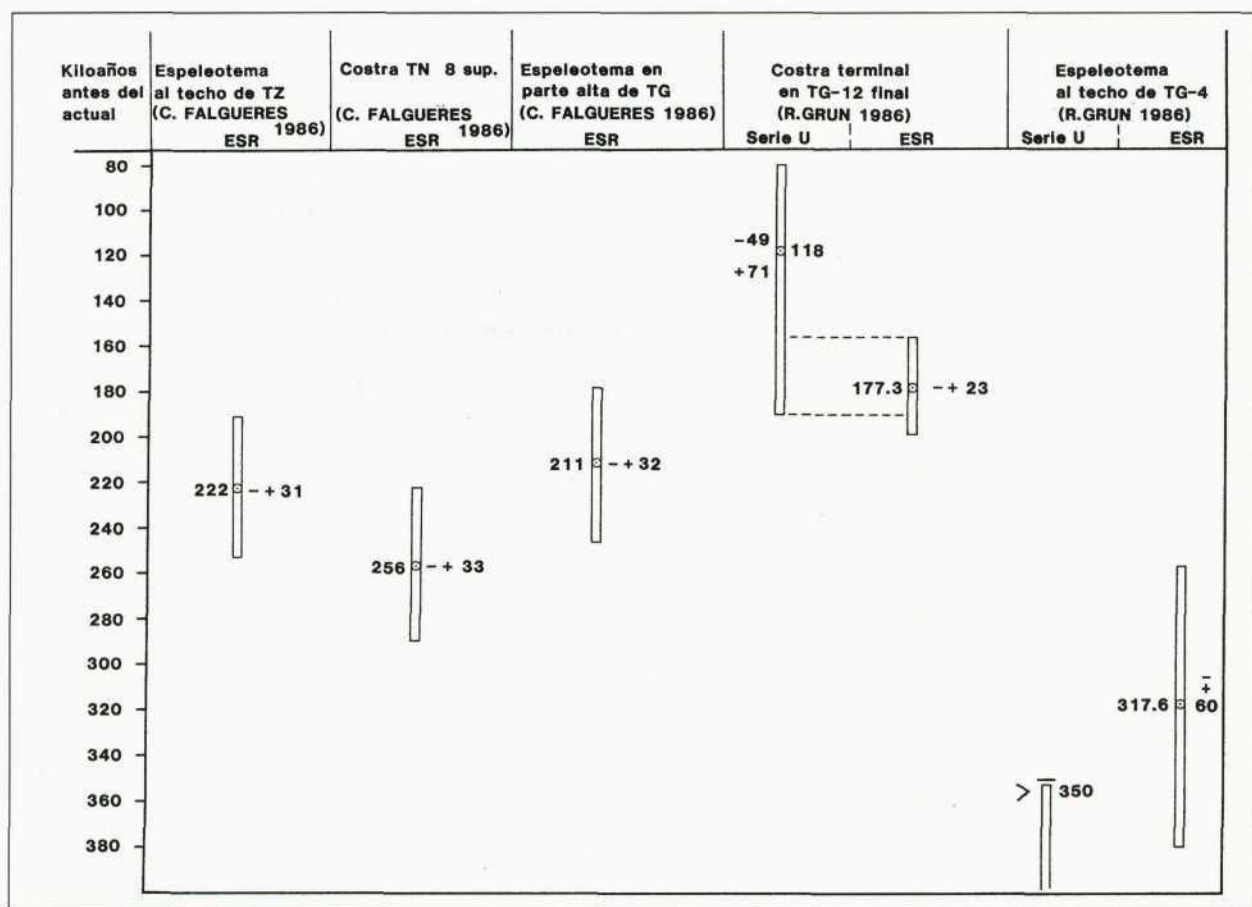 Kiloaños
antes del
actual
Espeleotema
al techo de TZ
(C. FALGUERES
1986)
ESR
Costra TN 8 sup.
(C. FALGUERES
1986)
ESR
Espeleotema en
parte alta de TG
(C. FALGUERES 1986)
ESR
Costra terminal
en TG-12 final
(R.GRUN 1986)
Serie U
ESR
Espeleotema
al techo de TG-4
(R.GRUN 1986)
Serie U
ESR
80
100
120
140
160
180
200
220
240
260
280
300
320
340
360
380
222 -+ 31
256 -+ 33
211 -+ 32
-49
+71
118
177.3 -+ 23
> 350
317.6 -+ 60